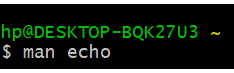 hp@DESKTOP-BQK27U3 ~
$ man echo